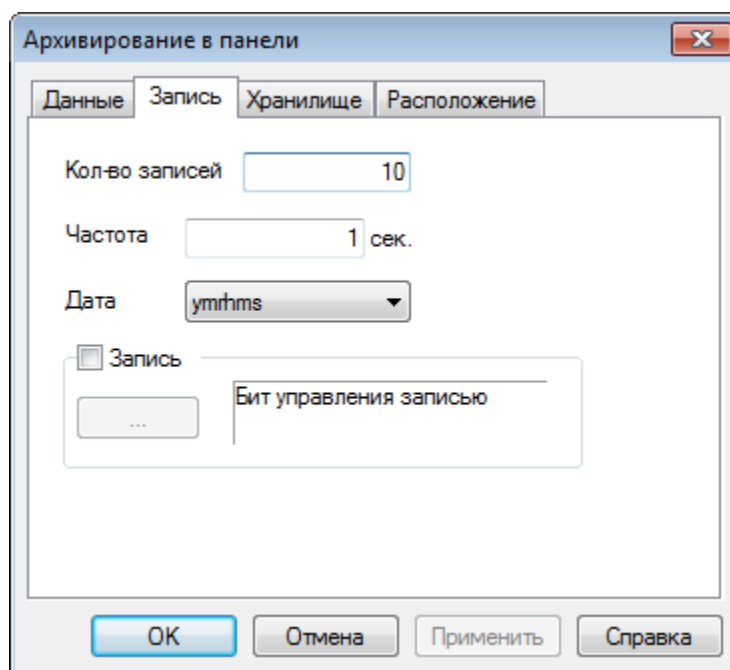 Архивирование в панели
Данные Запись Хранилище Расположение
Кол-во записей 10
Частота 1 сек.
Дата ymrhms
Запись
... Бит управления записью
OK Отмена Применить Справка